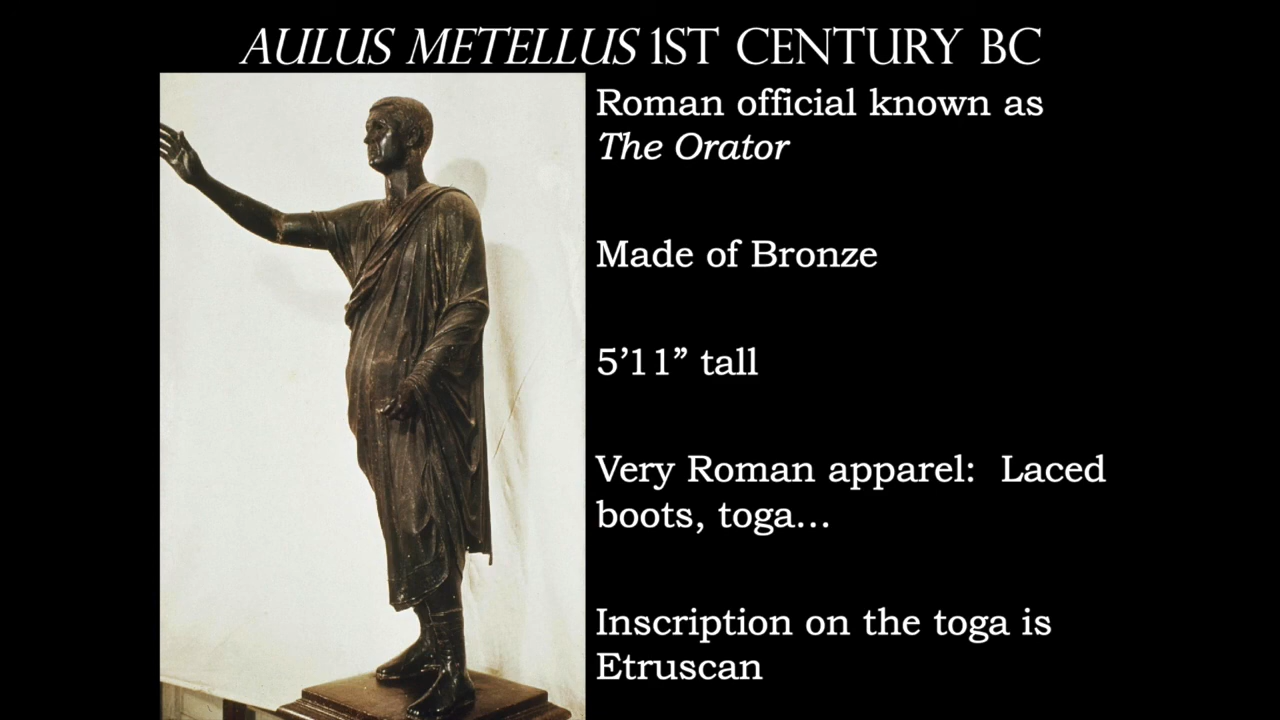 AULUS METELLUS 1ST CENTURY BC
Roman official known as
The Orator
Made of Bronze
5’11” tall
Very Roman apparel:  Laced
boots, toga…
Inscription on the toga is
Etruscan